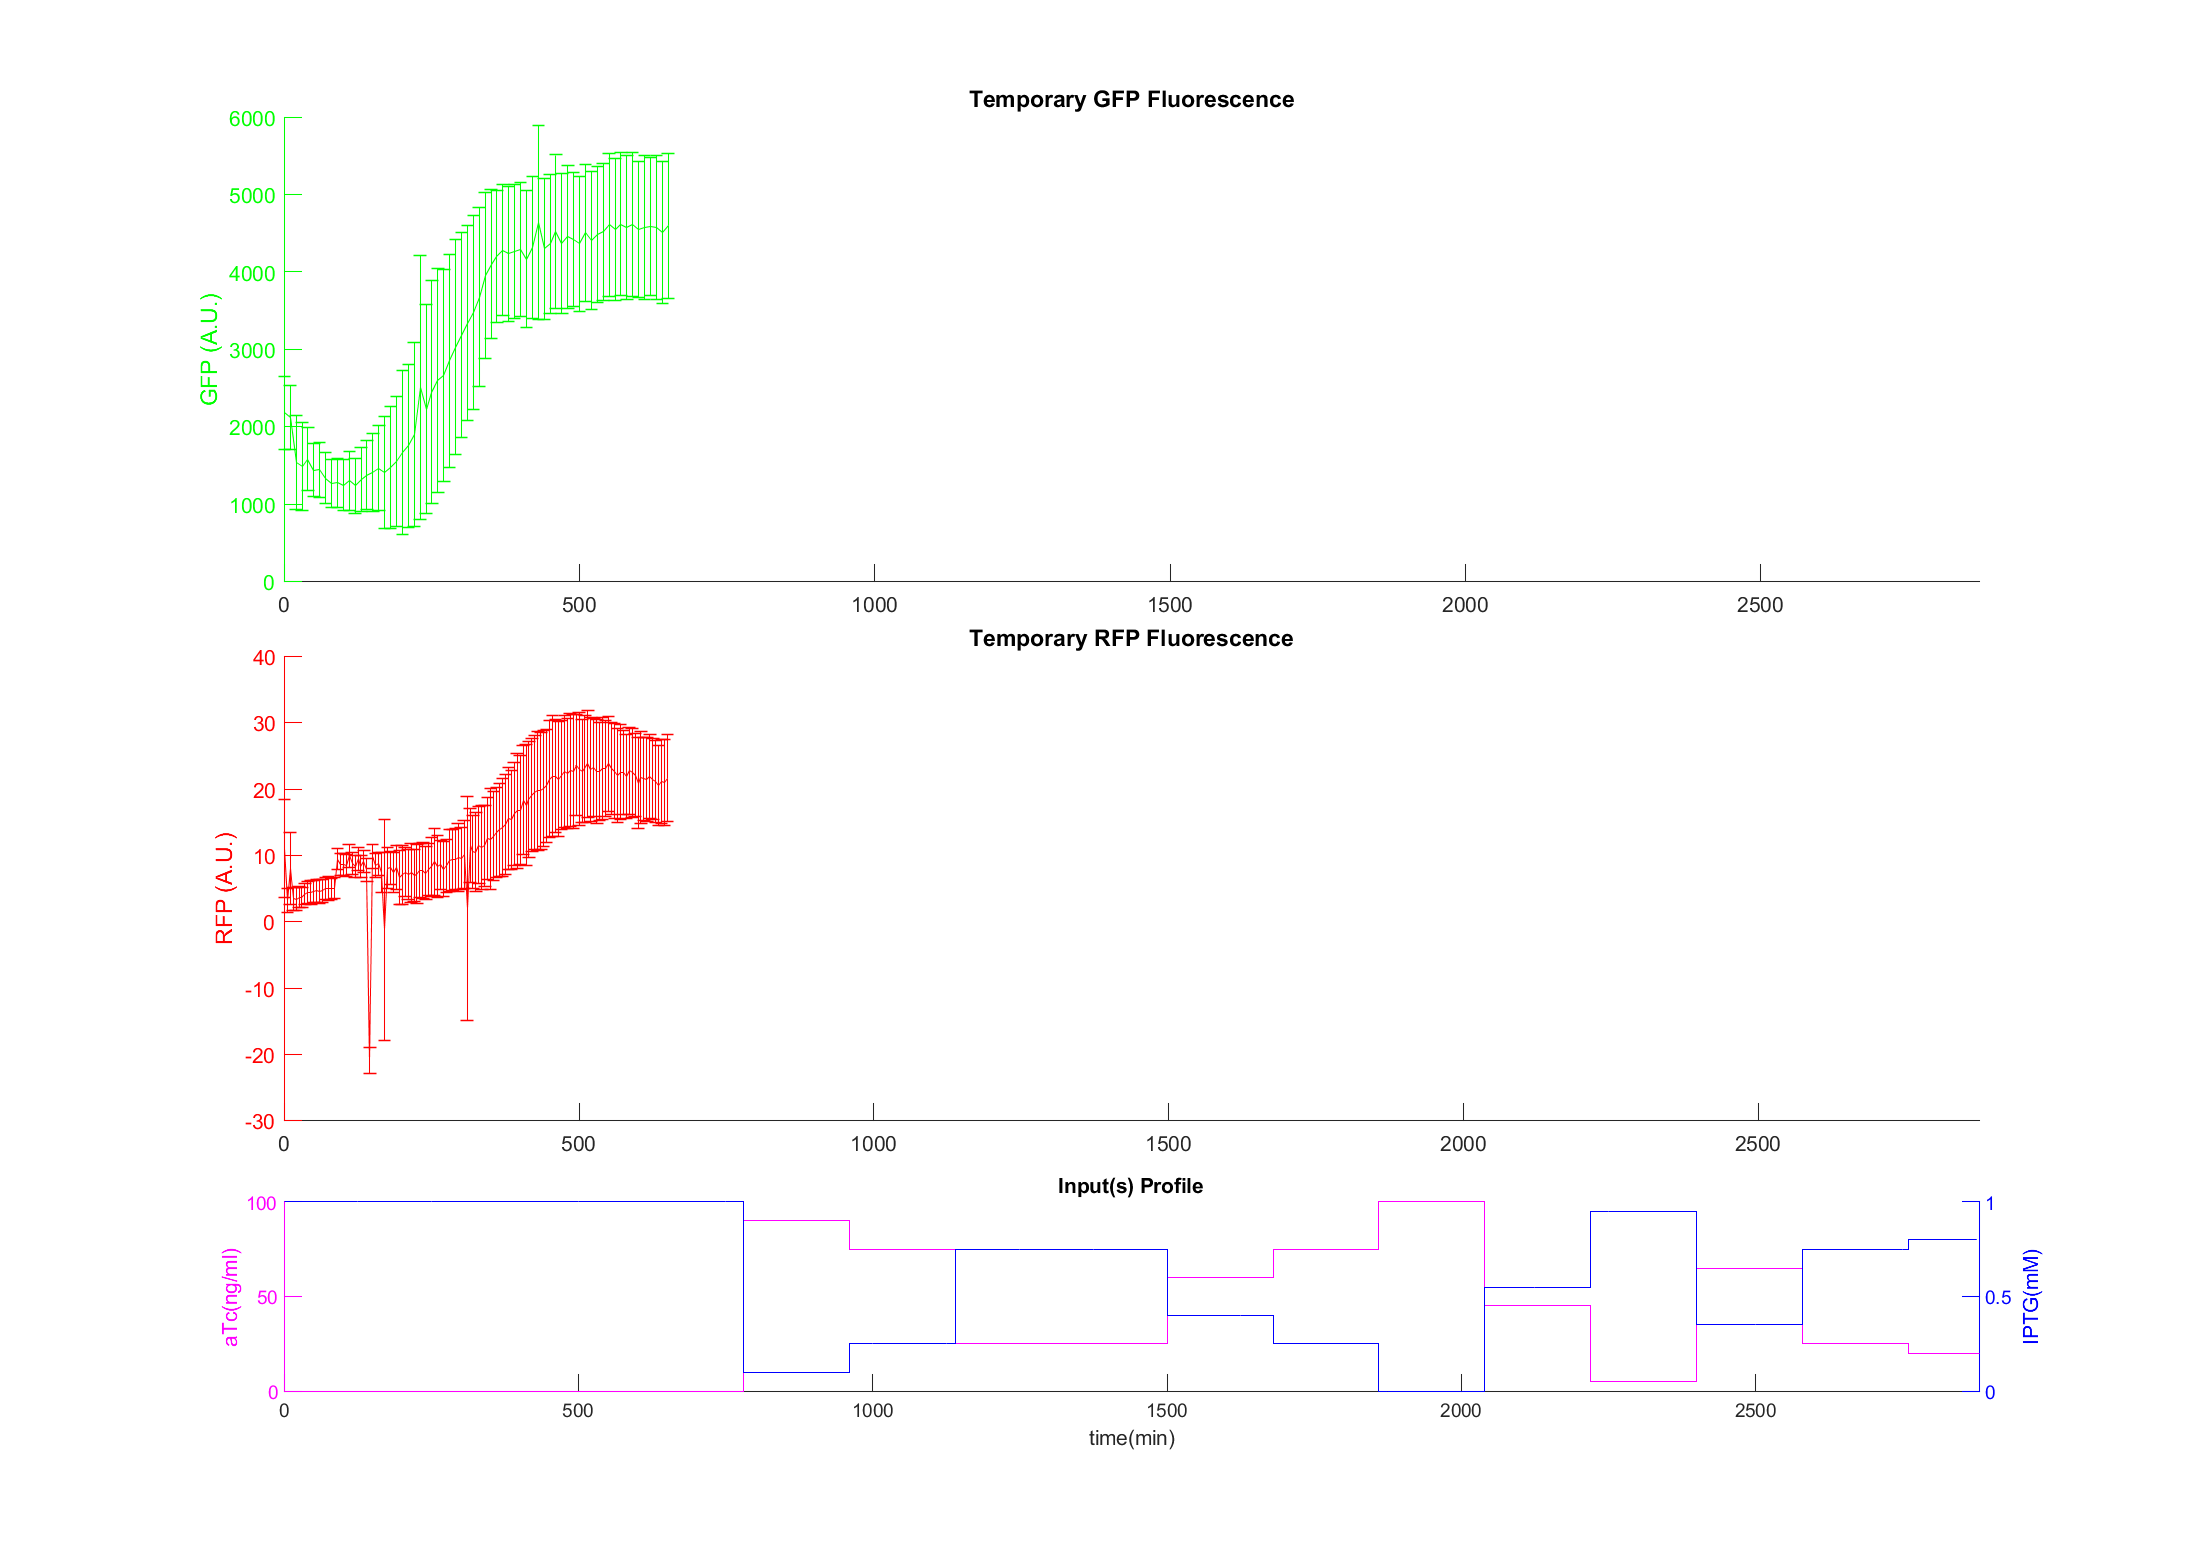 Temporary GFP Fluorescence
6000
5000
4000
3000
2000
1000
0
GFP (A.U.)
0 500 1000 1500 2000 2500
Temporary RFP Fluorescence
40
30
20
10
0
-10
-20
-30
RFP (A.U.)
0 500 1000 1500 2000 2500
Input(s) Profile
100
50
0
aTc(ng/ml)
1
0.5
0
IPTG(mM)
0 500 1000 1500 2000 2500
time(min)